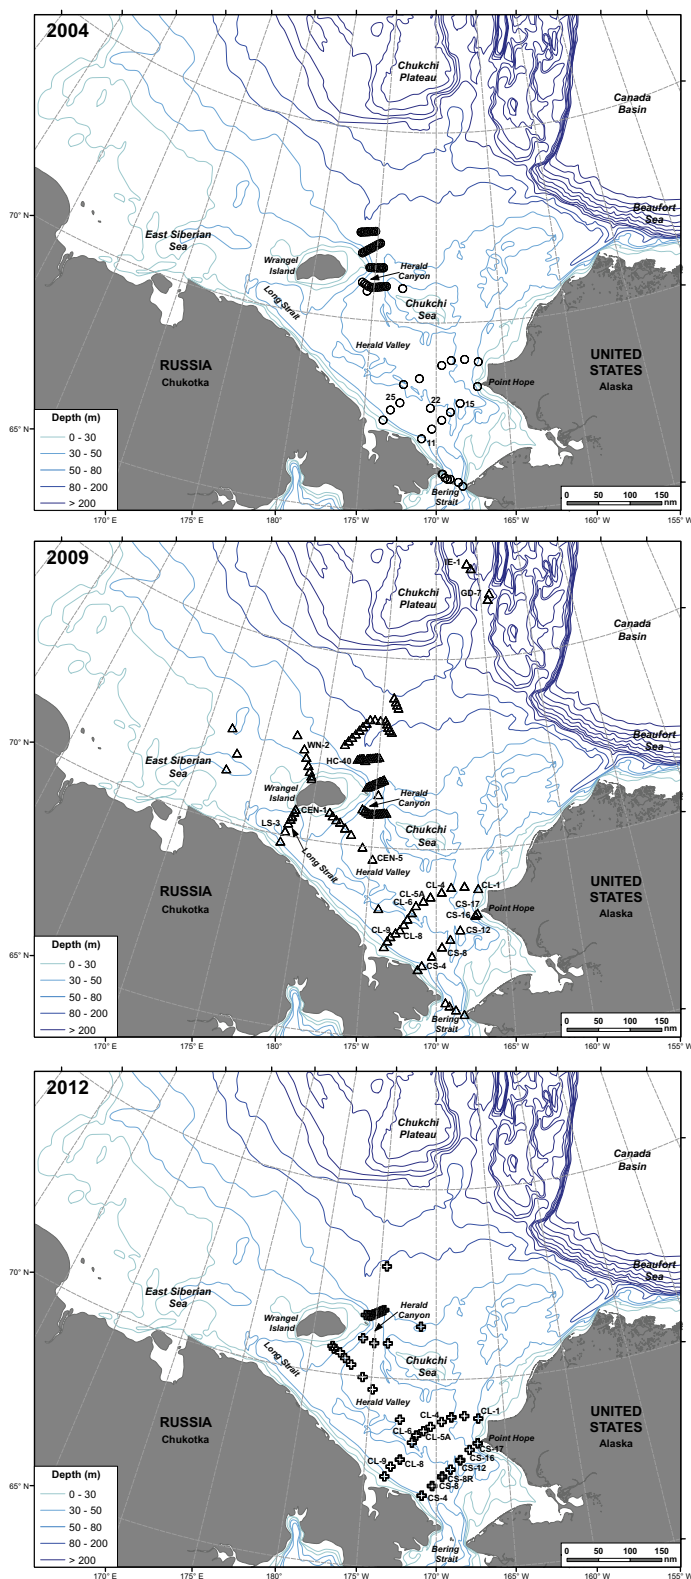 2004
Chukchi
Plateau
Canada
Basin
70° N
Beaufort
Sea
East Siberian
Sea
Wrangel
Island
Herald
Canyon
Long Strait
Chukchi
Sea
Herald Valley
RUSSIA
Chukotka
UNITED
STATES
Alaska
Point Hope
25
22
15
11
65° N
Depth (m)
0 - 30
30 - 50
50 - 80
80 - 200
> 200
Bering
Strait
0 50 100 150
nm
170° E 180° 175° W 170° W 165° W 160° W 155° W
2009
IE-1
GD-7
Chukchi
Plateau
Canada
Basin
70° N
Beaufort
Sea
WN-2
East Siberian
Sea
HC-40
Wrangel
Island
Herald
Canyon
CEN-1
LS-3
Chukchi
Sea
Long Strait
CEN-5
Herald Valley
RUSSIA
Chukotka
UNITED
STATES
Alaska
CL-4
CL-1
CL-5A
CL-6
CS-17
Point Hope
CS-16
CL-9
CL-8
CS-12
CS-8
CS-4
65° N
Depth (m)
0 - 30
30 - 50
50 - 80
80 - 200
> 200
Bering
Strait
0 50 100 150
nm
170° E 180° 175° W 170° W 165° W 160° W 155° W
2012
Chukchi
Plateau
Canada
Basin
70° N
Beaufort
Sea
East Siberian
Sea
Wrangel
Island
Herald
Canyon
Long Strait
Chukchi
Sea
Herald Valley
RUSSIA
Chukotka
UNITED
STATES
Alaska
CL-4
CL-1
CL-6
CL-5A
Point Hope
CS-17
CS-16
CL-9
CL-8
CS-12
CS-8R
CS-8
CS-4
65° N
Depth (m)
0 - 30
30 - 50
50 - 80
80 - 200
> 200
Bering
Strait
0 50 100 150
nm
170° E 180° 175° W 170° W 165° W 160° W 155° W